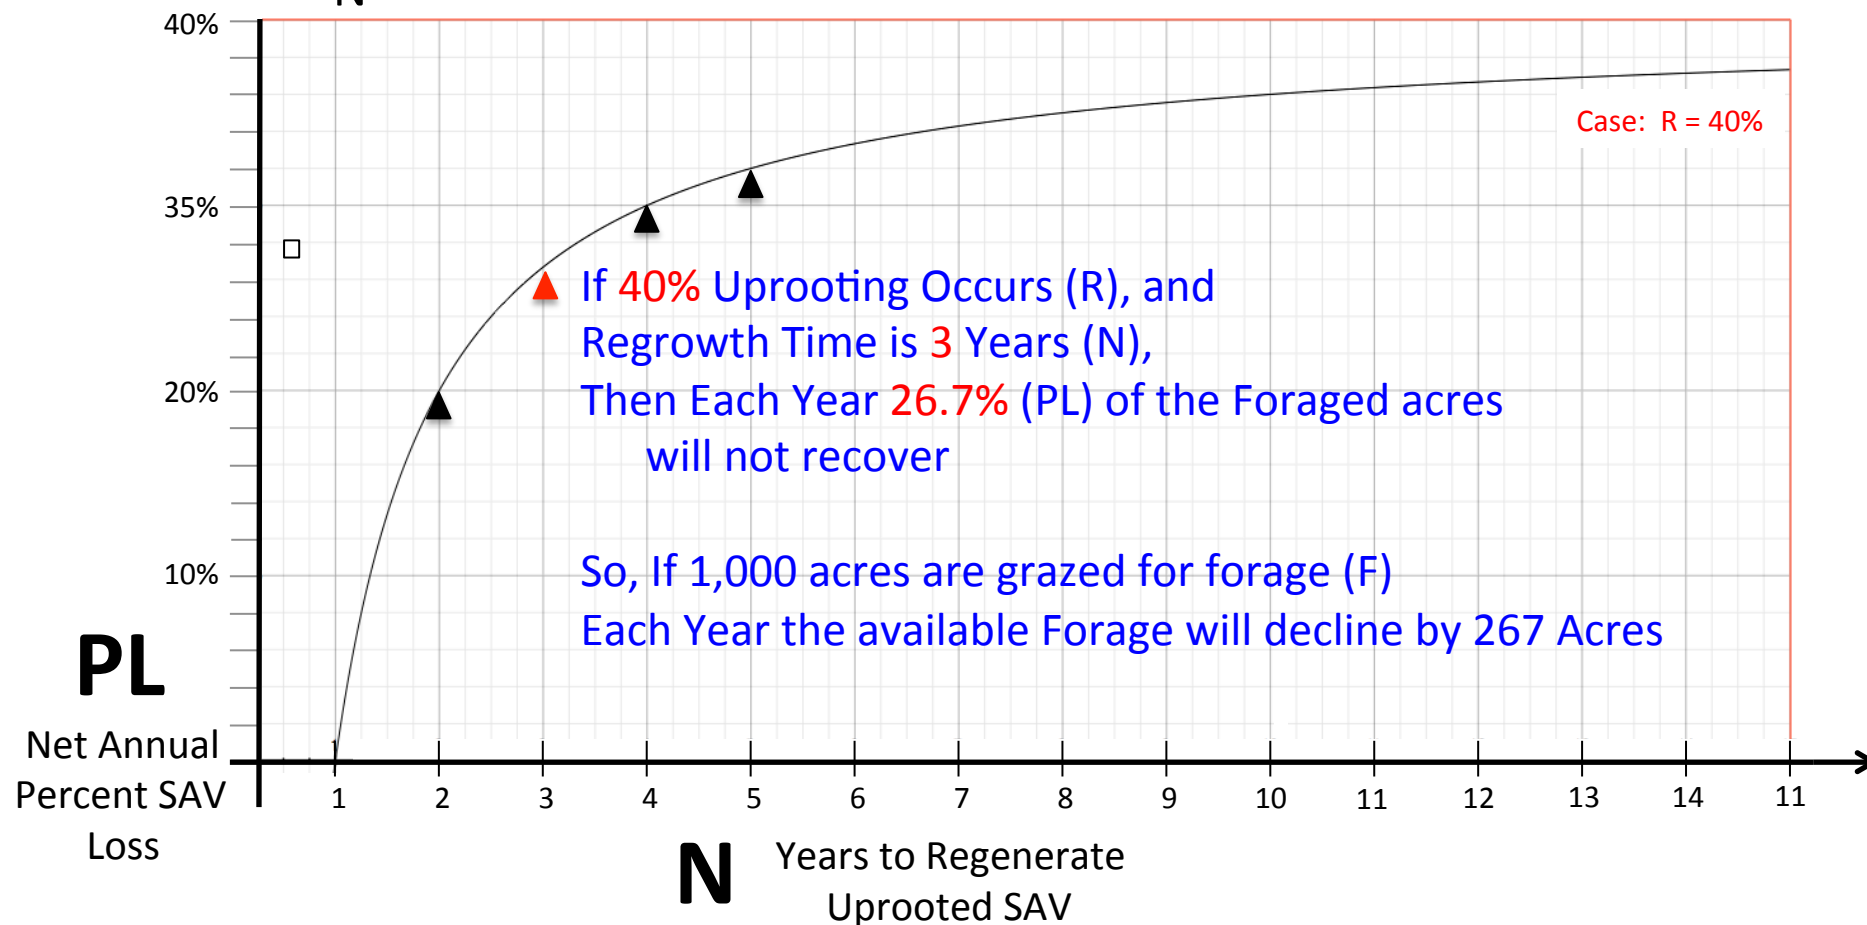 N
40%
35%
20%
10%
Case: R = 40%
If 40% Uprooting Occurs (R), and
Regrowth Time is 3 Years (N),
Then Each Year 26.7% (PL) of the Foraged acres
will not recover
So, If 1,000 acres are grazed for forage (F)
Each Year the available Forage will decline by 267 Acres
PL
Net Annual
Percent SAV
Loss
1 2 3 4 5 6 7 8 9 10 11 12 13 14 11
N Years to Regenerate
Uprooted SAV